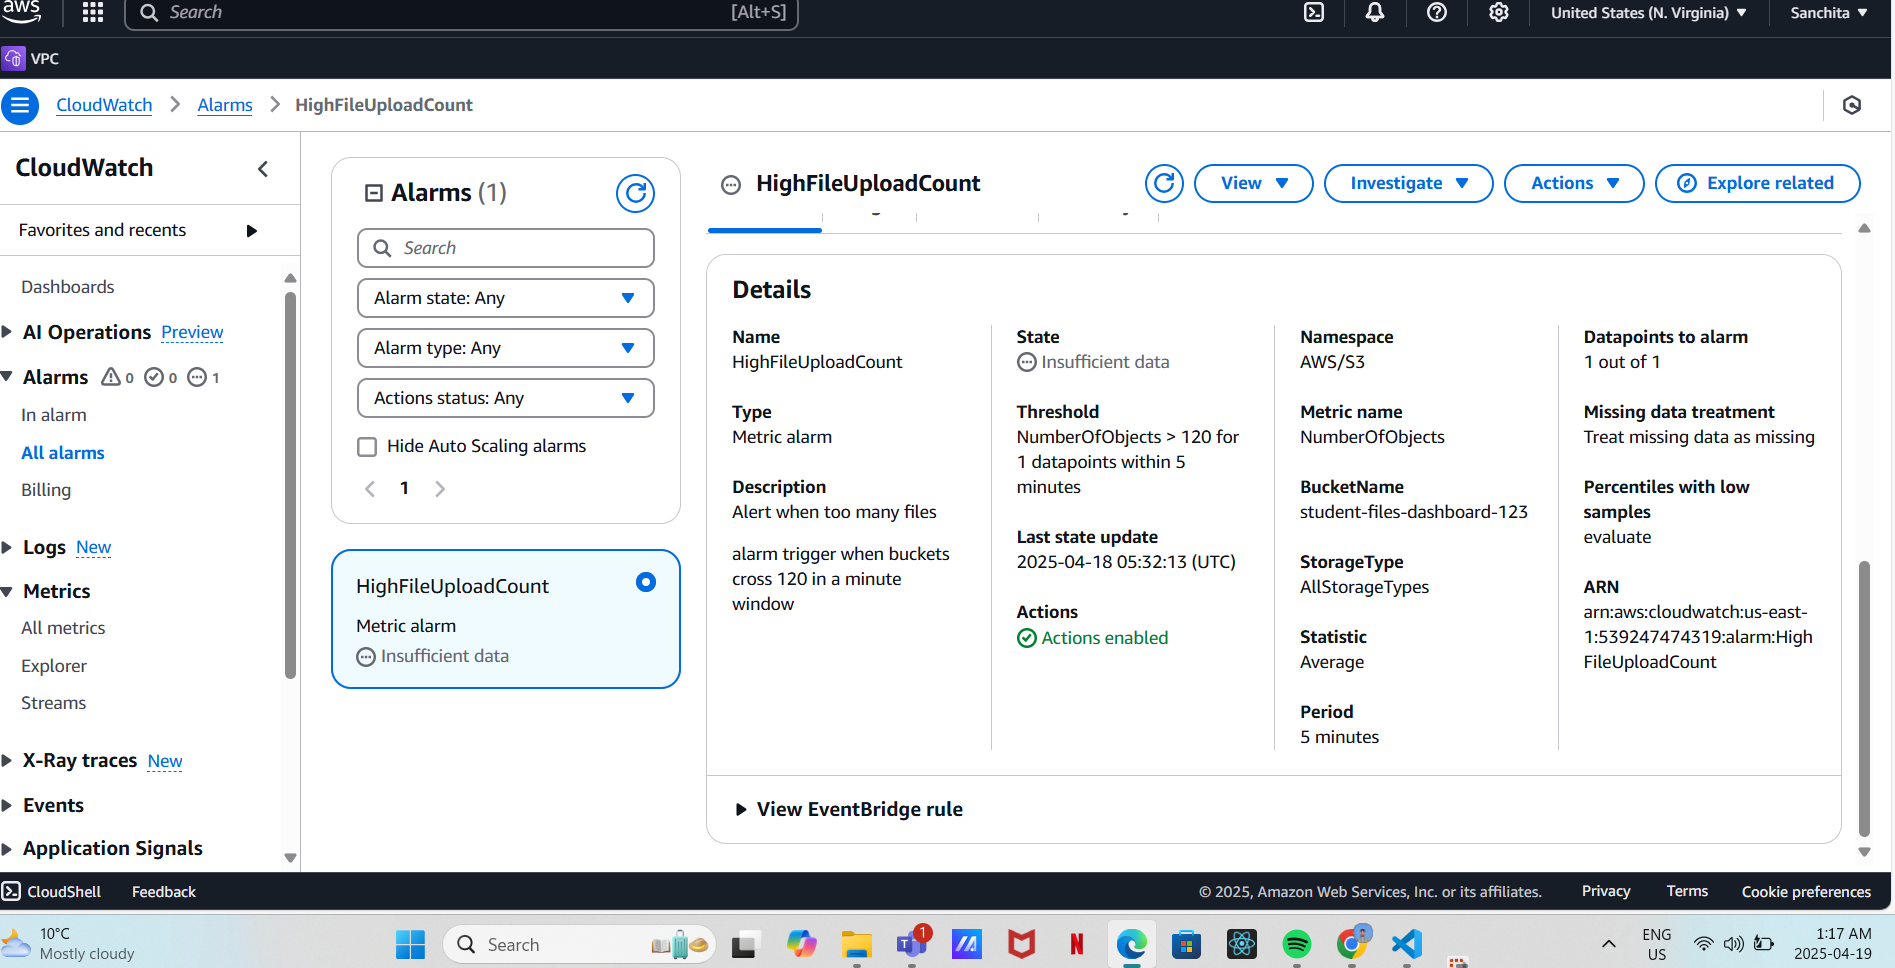 aws
Search
[Alt+S]
United States (N. Virginia)
Sanchita
VPC
CloudWatch
Alarms
HighFileUploadCount
CloudWatch
Favorites and recents
Dashboards
AI Operations Preview
Alarms 0 0 1
In alarm
All alarms
Billing
Logs New
Metrics
All metrics
Explorer
Streams
X-Ray traces New
Events
Application Signals
Alarms (1)
Search
Alarm state: Any
Alarm type: Any
Actions status: Any
Hide Auto Scaling alarms
1
HighFileUploadCount
Metric alarm
Insufficient data
HighFileUploadCount
View
Investigate
Actions
Explore related
Details
Name
HighFileUploadCount
Type
Metric alarm
Description
Alert when too many files
alarm trigger when buckets
cross 120 in a minute
window
State
Insufficient data
Threshold
NumberOfObjects > 120 for
1 datapoints within 5
minutes
Last state update
2025-04-18 05:32:13 (UTC)
Actions
Actions enabled
Namespace
AWS/S3
Metric name
NumberOfObjects
BucketName
student-files-dashboard-123
StorageType
AllStorageTypes
Statistic
Average
Period
5 minutes
Datapoints to alarm
1 out of 1
Missing data treatment
Treat missing data as missing
Percentiles with low
samples
evaluate
ARN
arn:aws:cloudwatch:us-east-
1:539247474319:alarm:High
FileUploadCount
View EventBridge rule
CloudShell
Feedback
© 2025, Amazon Web Services, Inc. or its affiliates.
Privacy
Terms
Cookie preferences
10°C
Mostly cloudy
Search
T
1
N
ENG
US
1:17 AM
2025-04-19